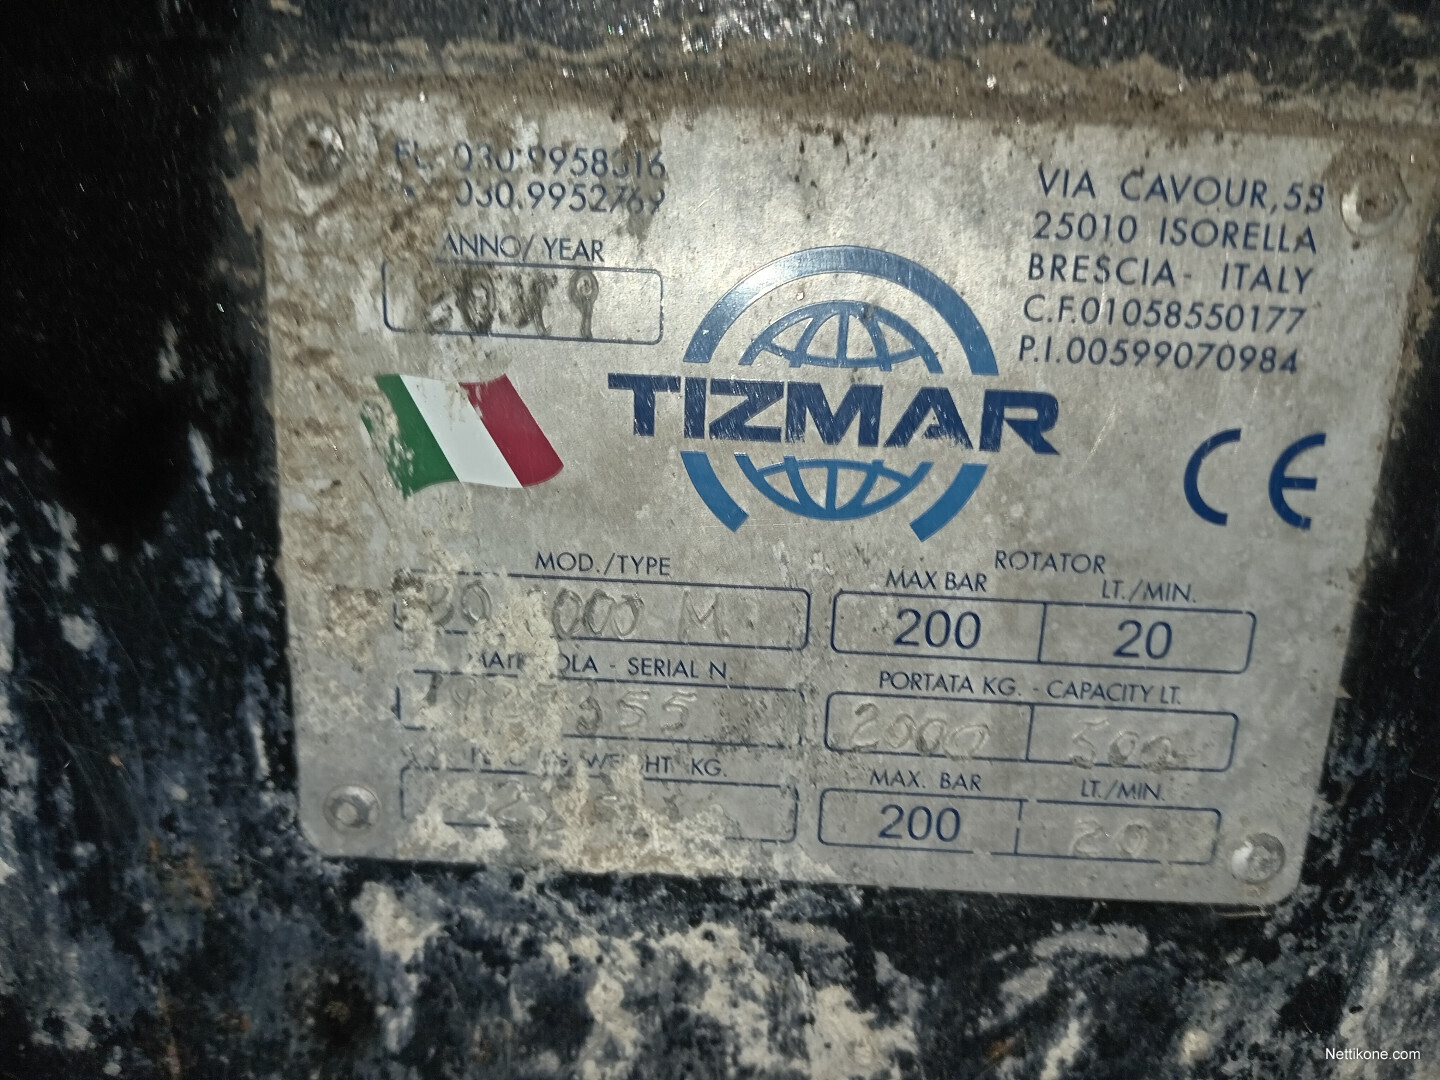 030.9958316
030.9952769
ANNO/YEAR
VIA CAVOUR,53
25010 ISORELLA
BRESCIA - ITALY
C.F.01058550177
P.I.00599070984
TIZMAR
CE
MOD./TYPE
M
SERIAL N.
KG.
ROTATOR
MAX BAR LT./MIN.
200 20
PORTATA KG. - CAPACITY LT.
2000 500
MAX. BAR LT./MIN.
200 20
Nettikone.com